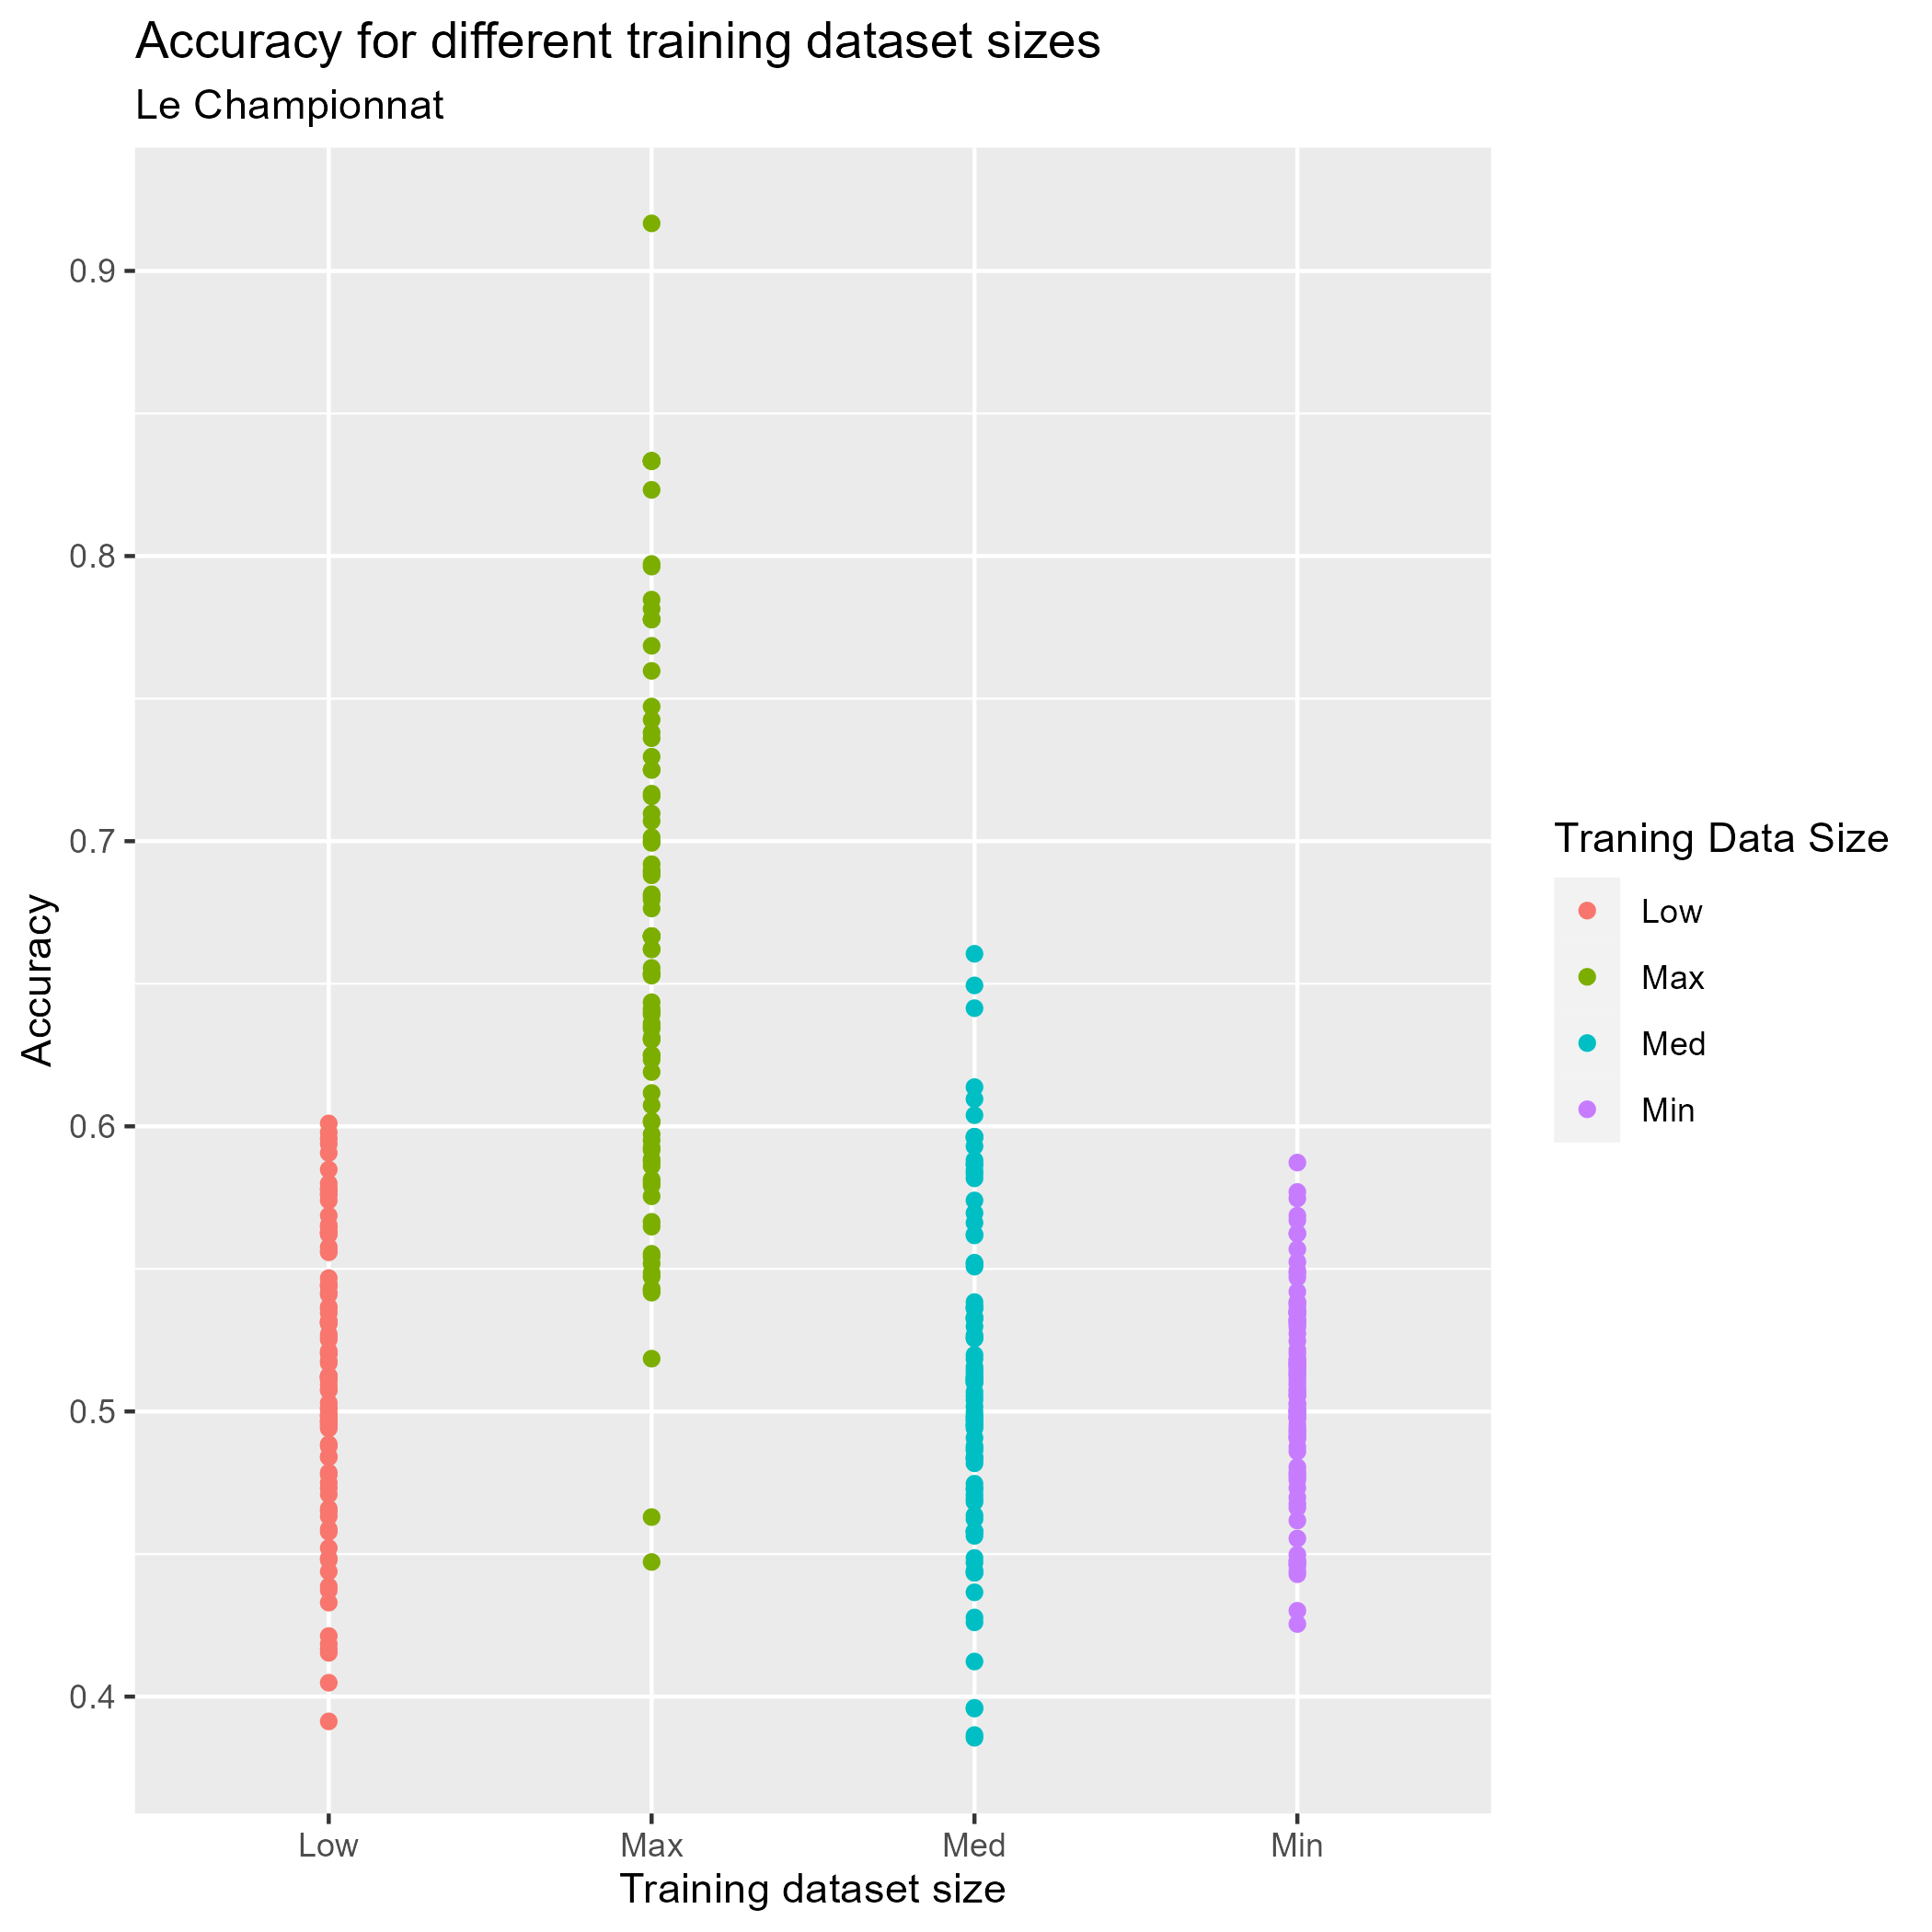 Accuracy for different training dataset sizes
Le Championnat
Accuracy
0.9
0.8
0.7
0.6
0.5
0.4
Low
Max
Med
Min
Training dataset size
Traning Data Size
Low
Max
Med
Min